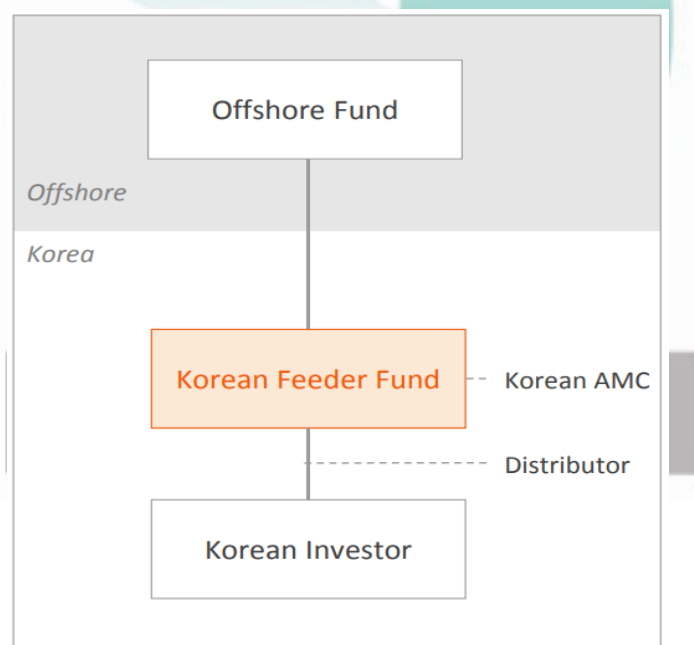 Offshore Fund
Offshore
Korea
Korean Feeder Fund
Korean AMC
Distributor
Korean Investor